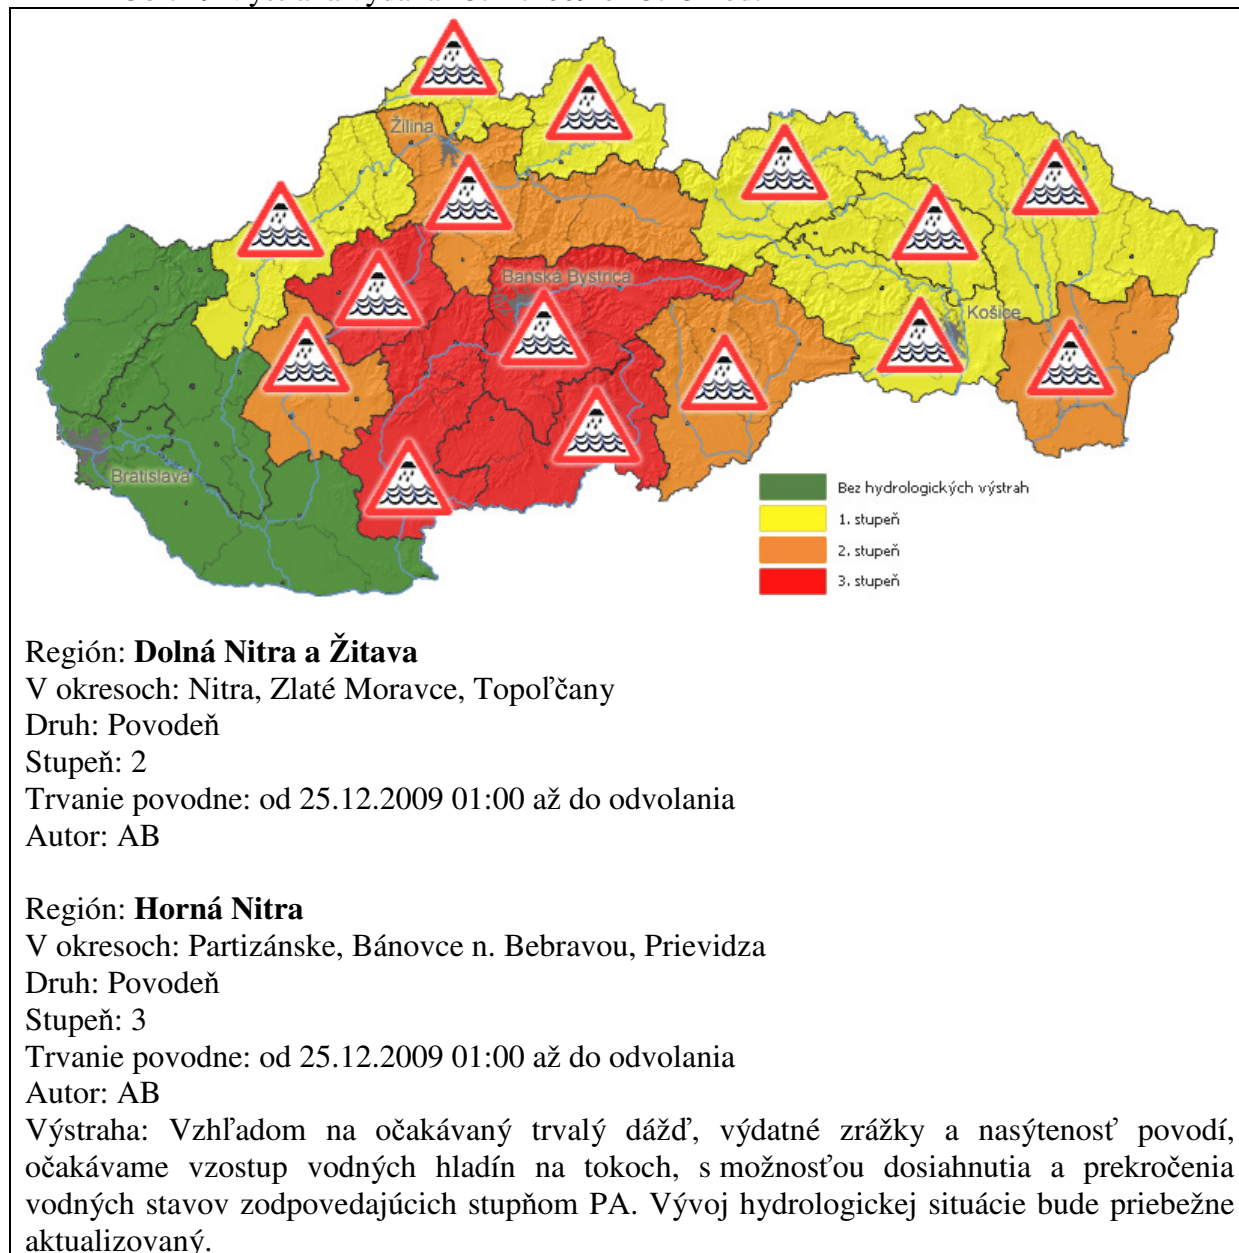 Žilina
Banská Bystrica
Košice
Bratislava
Bez hydrologických výstrah
1. stupeň
2. stupeň
3. stupeň
Región: Dolná Nitra a Žitava
V okresoch: Nitra, Zlaté Moravce, Topoľčany
Druh: Povodeň
Stupeň: 2
Trvanie povodne: od 25.12.2009 01:00 až do odvolania
Autor: AB
Región: Horná Nitra
V okresoch: Partizánske, Bánovce n. Bebravou, Prievidza
Druh: Povodeň
Stupeň: 3
Trvanie povodne: od 25.12.2009 01:00 až do odvolania
Autor: AB
Výstraha: Vzhľadom na očakávaný trvalý dážď, výdatné zrážky a nasýtenosť povodí,
očakávame vzostup vodných hladín na tokoch, s možnosťou dosiahnutia a prekročenia
vodných stavov zodpovedajúcich stupňom PA. Vývoj hydrologickej situácie bude priebežne
aktualizovaný.